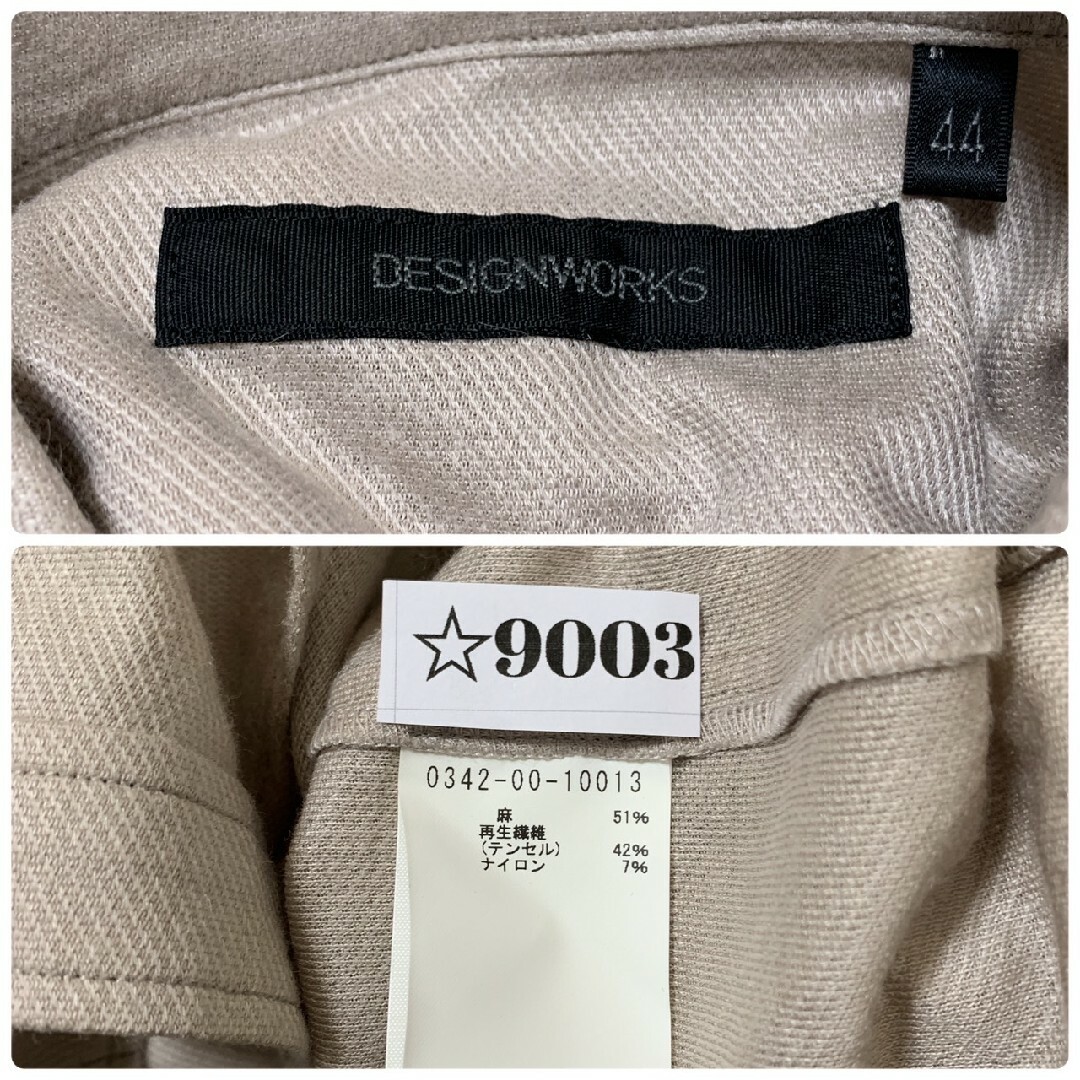 44
DESIGNWORKS
☆9003
0342-00-10013
麻 51%
再生繊維
(テンセル) 42%
ナイロン 7%